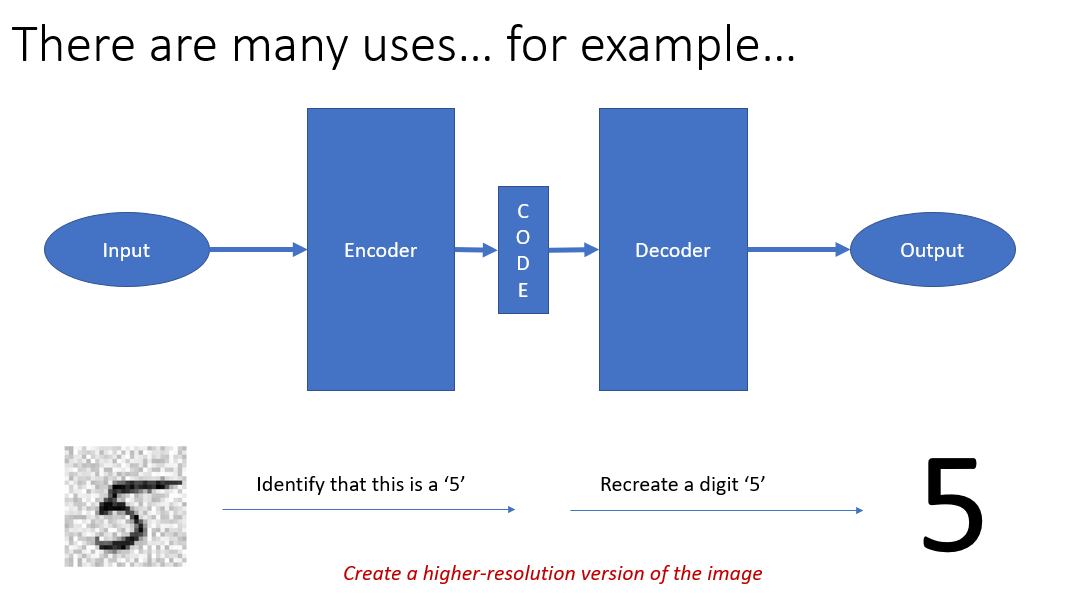 There are many uses… for example…
Input
Encoder
C
O
D
E
Decoder
Output
5
Identify that this is a ‘5’
Recreate a digit ‘5’
5
Create a higher-resolution version of the image